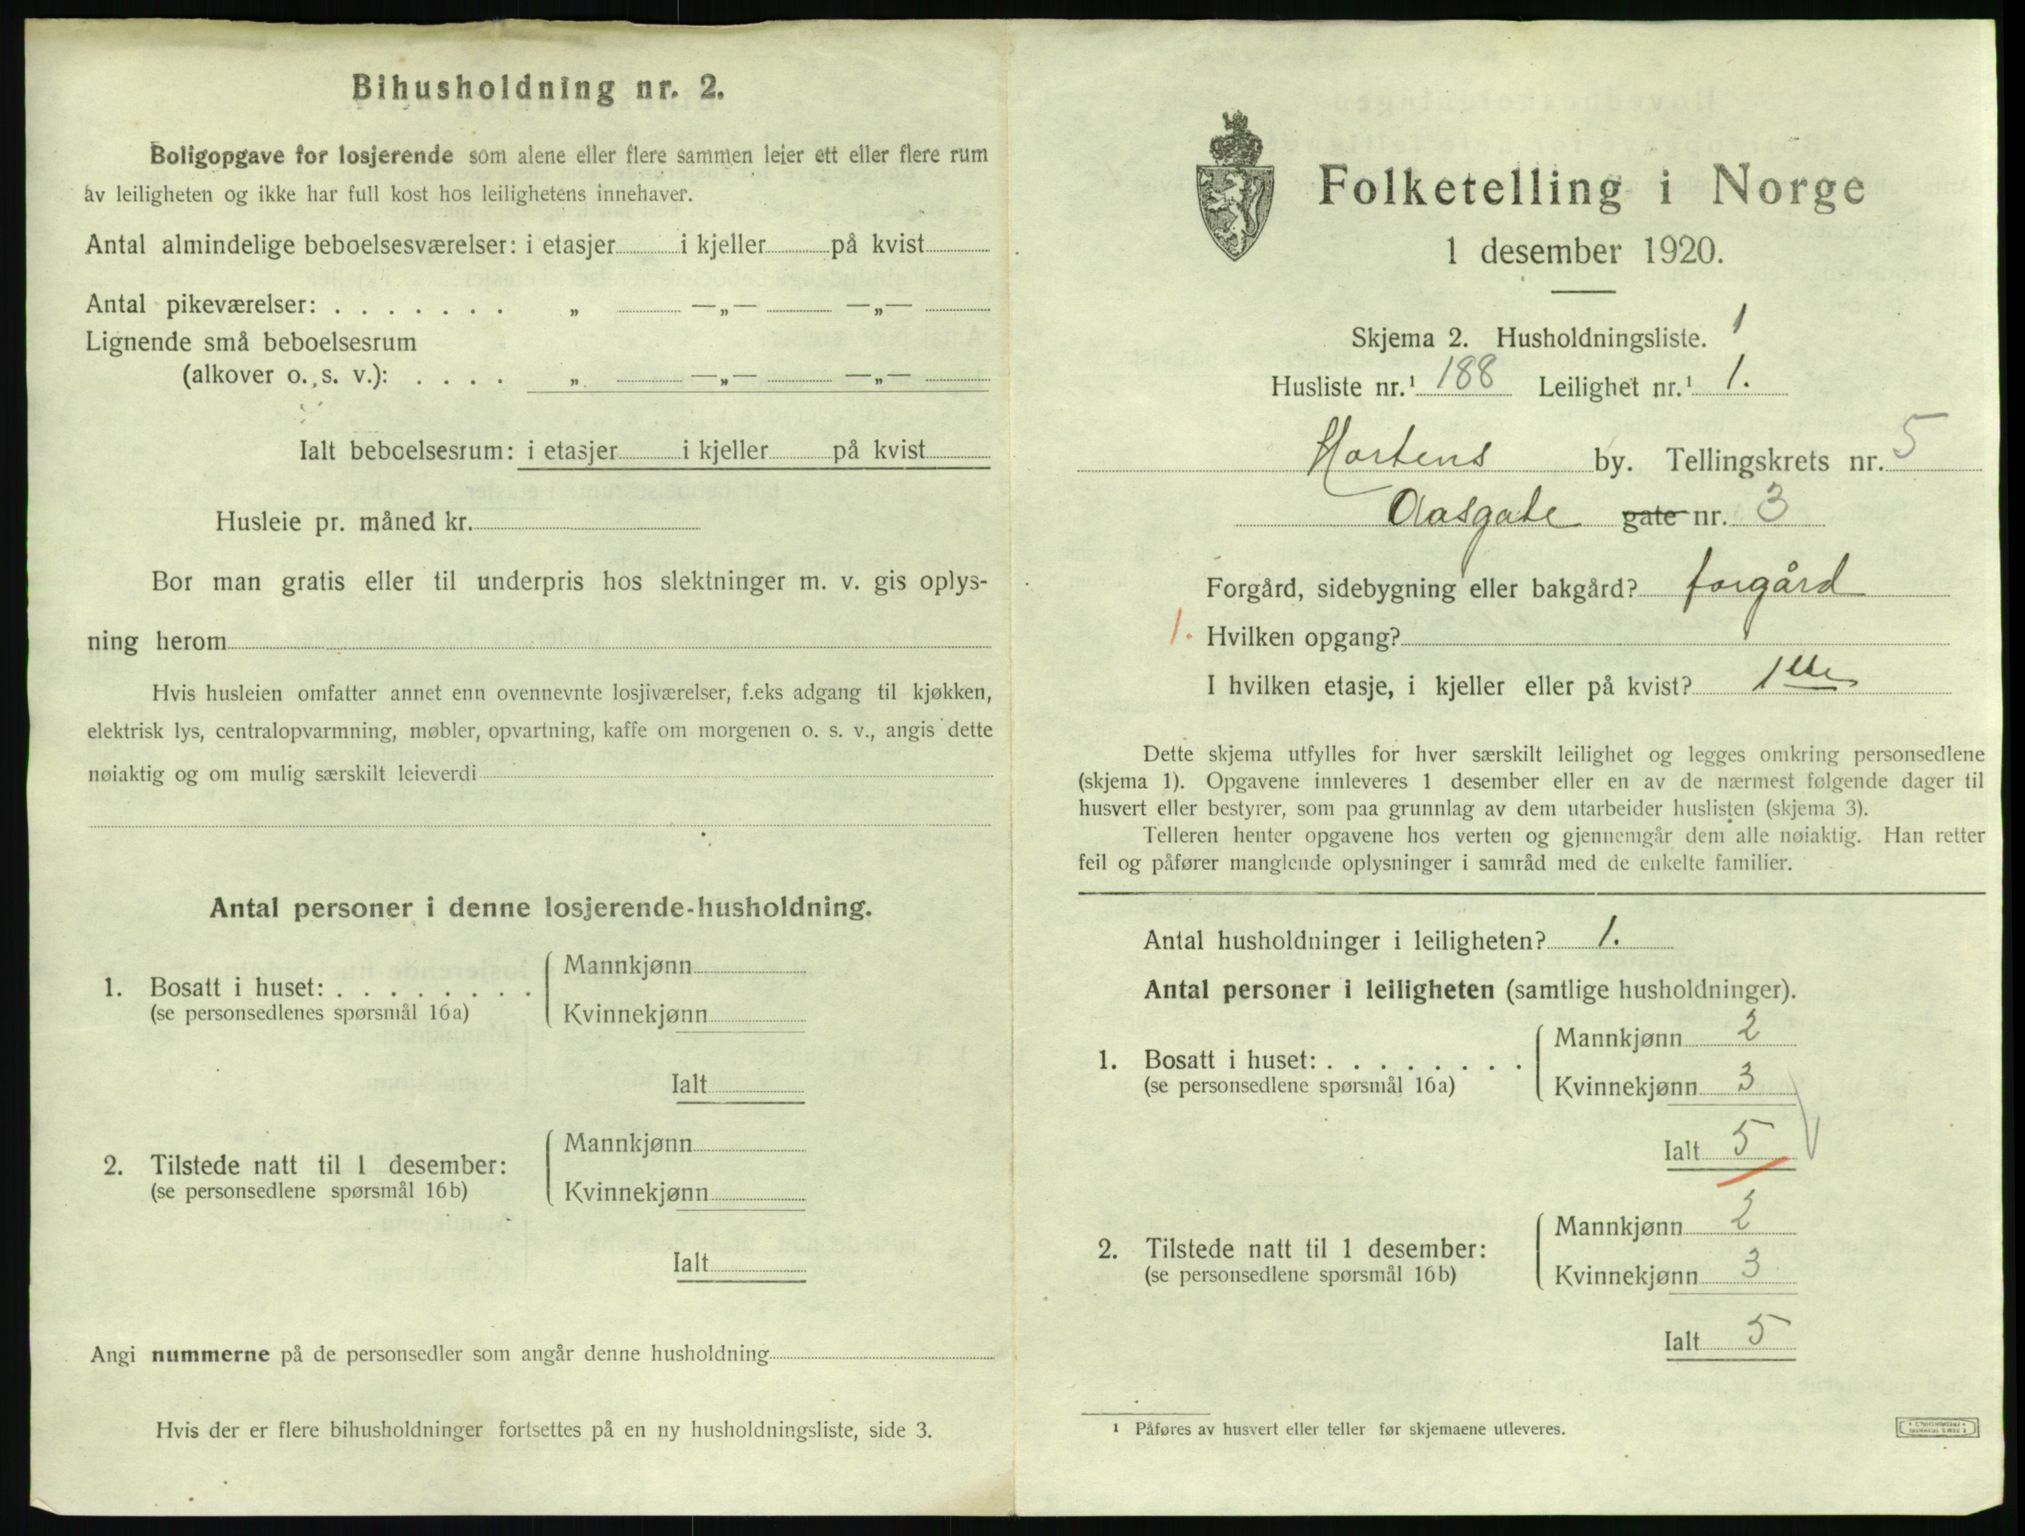 Bihusholdning nr. 2.
Boligopgave for losjerende som alene eller flere sammen leier ett eller flere rum
av leiligheten og ikke har full kost hos leilighetens innehaver.
Antal almindelige beboelsesværelser: i etasjer i kjeller på kvist
Antal pikeværelser: . . . . . . . „ —„— —„—
Lignende små beboelsesrum
(alkover o. s. v.): . . . . „ —„— —„—
Ialt beboelsesrum: i etasjer i kjeller på kvist
Husleie pr. måned kr.
Bor man gratis eller til underpris hos slektninger m. v. gis oplys-
ning herom
Hvis husleien omfatter annet enn ovennevnte losjiværelser, f.eks adgang til kjøkken,
elektrisk lys, centralopvarmning, møbler, opvartning, kaffe om morgenen o. s. v., angis dette
nøiaktig og om mulig særskilt leieverdi
Antal personer i denne losjerende-husholdning.
1. Bosatt i huset: . . . . . . . . Mannkjønn
(se personsedlenes spørsmål 16a) Kvinnekjønn
Ialt
2. Tilstede natt til 1 desember: Mannkjønn
(se personsedlene spørsmål 16b) Kvinnekjønn
Ialt
Angi nummerne på de personsedler som angår denne husholdning
Hvis der er flere bihusholdninger fortsettes på en ny husholdningsliste, side 3.
Folketelling i Norge
1 desember 1920.
Skjema 2. Husholdningsliste. 1
Husliste nr.¹ 188 Leilighet nr.¹ 1.
Hortens by. Tellingskrets nr. 5
Aasgate gate nr. 3
Forgård, sidebygning eller bakgård? forgård
1. Hvilken opgang?
I hvilken etasje, i kjeller eller på kvist? 1ste
Dette skjema utfylles for hver særskilt leilighet og legges omkring personsedlene
(skjema 1). Opgavene innleveres 1 desember eller en av de nærmest følgende dager til
husvert eller bestyrer, som paa grunnlag av dem utarbeider huslisten (skjema 3).
Telleren henter opgavene hos verten og gjennemgår dem alle nøiaktig. Han retter
feil og påfører manglende oplysninger i samråd med de enkelte familier.
Antal husholdninger i leiligheten? 1.
Antal personer i leiligheten (samtlige husholdninger).
1. Bosatt i huset: . . . . . . . . Mannkjønn 2
(se personsedlene spørsmål 16a) Kvinnekjønn 3
Ialt 5
2. Tilstede natt til 1 desember: Mannkjønn 2
(se personsedlene spørsmål 16b) Kvinnekjønn 3
Ialt 5
¹ Påføres av husvert eller teller før skjemaene utleveres.